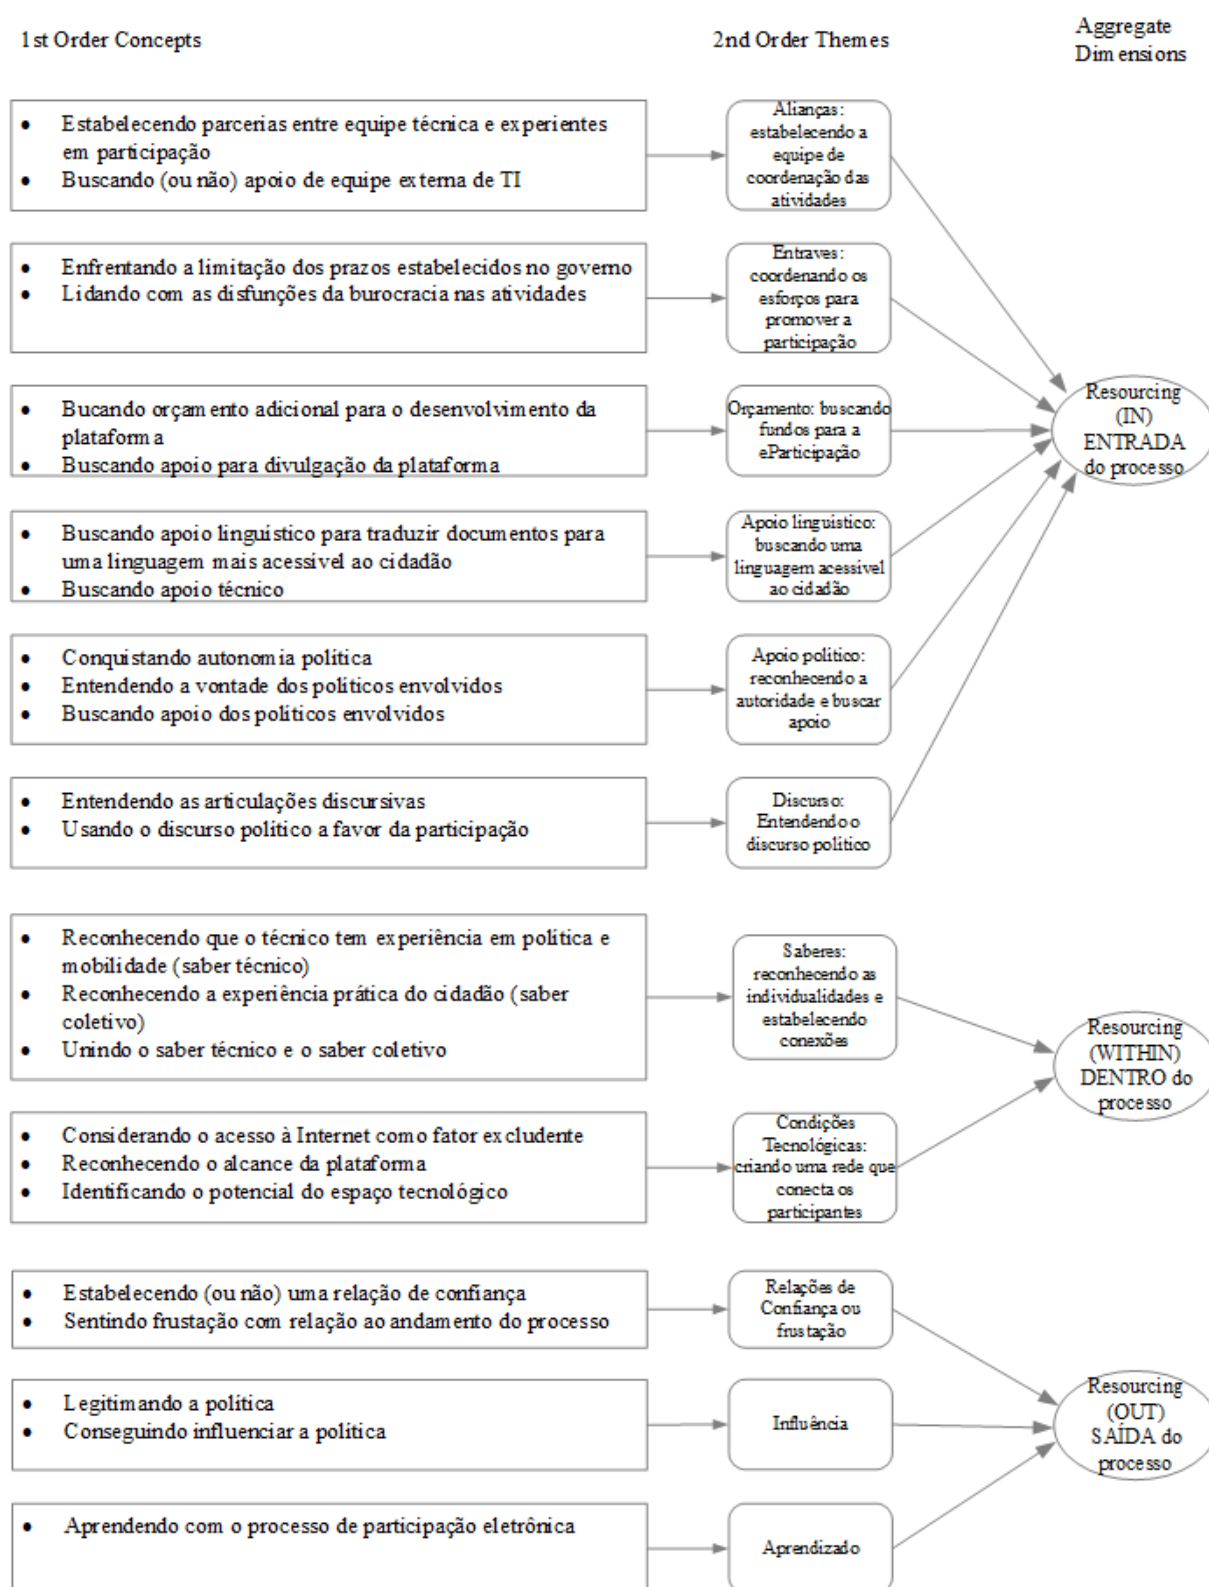 1st Order Concepts
2nd Order Themes
Aggregate
Dimensions
• Estabelecendo parcerias entre equipe técnica e experientes
em participação
• Buscando (ou não) apoio de equipe externa de TI
Alianças:
estabelecendo a
equipe de
coordenação das
atividades
• Enfrentando a limitação dos prazos estabelecidos no governo
• Lidando com as disfunções da burocracia nas atividades
Entraves:
coordenando os
esforços para
promover a
participação
• Bucando orçamento adicional para o desenvolvimento da
plataforma
• Buscando apoio para divulgação da plataforma
Orçamento: buscando
fundos para a
eParticipação
Resourcing
(IN)
ENTRADA
do processo
• Buscando apoio linguístico para traduzir documentos para
uma linguagem mais acessível ao cidadão
• Buscando apoio técnico
Apoio linguístico:
buscando uma
linguagem acessível
ao cidadão
• Conquistando autonomia política
• Entendendo a vontade dos políticos envolvidos
• Buscando apoio dos políticos envolvidos
Apoio político:
reconhecendo a
autoridade e buscar
apoio
• Entendendo as articulações discursivas
• Usando o discurso político a favor da participação
Discurso:
Entendendo o
discurso político
• Reconhecendo que o técnico tem experiência em política e
mobilidade (saber técnico)
• Reconhecendo a experiência prática do cidadão (saber
coletivo)
• Unindo o saber técnico e o saber coletivo
Saberes:
reconhecendo as
individualidades e
estabelecendo
conexões
Resourcing
(WITHIN)
DENTRO do
processo
• Considerando o acesso à Internet como fator excludente
• Reconhecendo o alcance da plataforma
• Identificando o potencial do espaço tecnológico
Condições
Tecnológicas:
criando uma rede que
conecta os
participantes
• Estabelecendo (ou não) uma relação de confiança
• Sentindo frustação com relação ao andamento do processo
Relações de
Confiança ou
frustação
• Legitimando a política
• Conseguindo influenciar a política
Influência
Resourcing
(OUT)
SAÍDA do
processo
• Aprendendo com o processo de participação eletrônica
Aprendizado